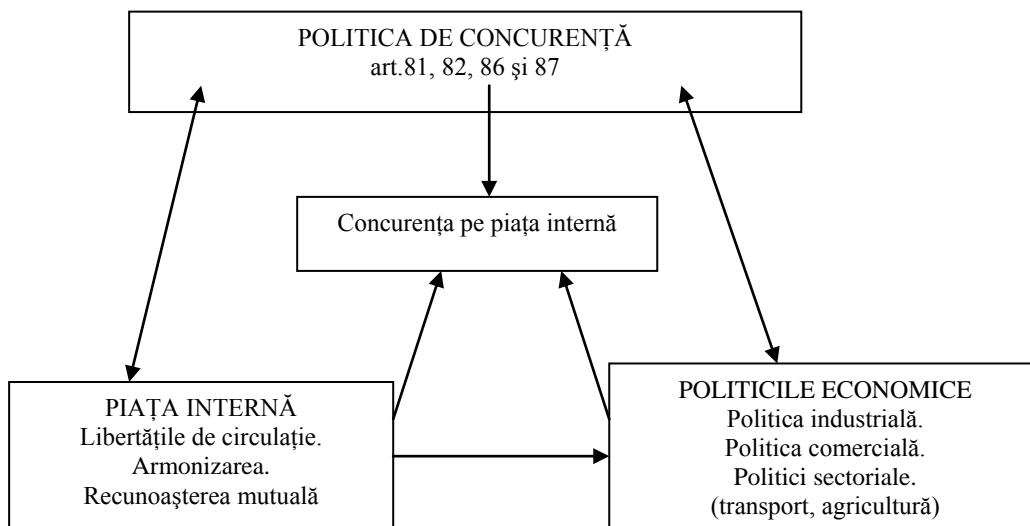 POLITICA DE CONCURENȚĂ
art.81, 82, 86 şi 87
Concurența pe piața internă
PIAȚA INTERNĂ
Libertățile de circulație.
Armonizarea.
Recunoaşterea mutuală
POLITICILE ECONOMICE
Politica industrială.
Politica comercială.
Politici sectoriale.
(transport, agricultură)